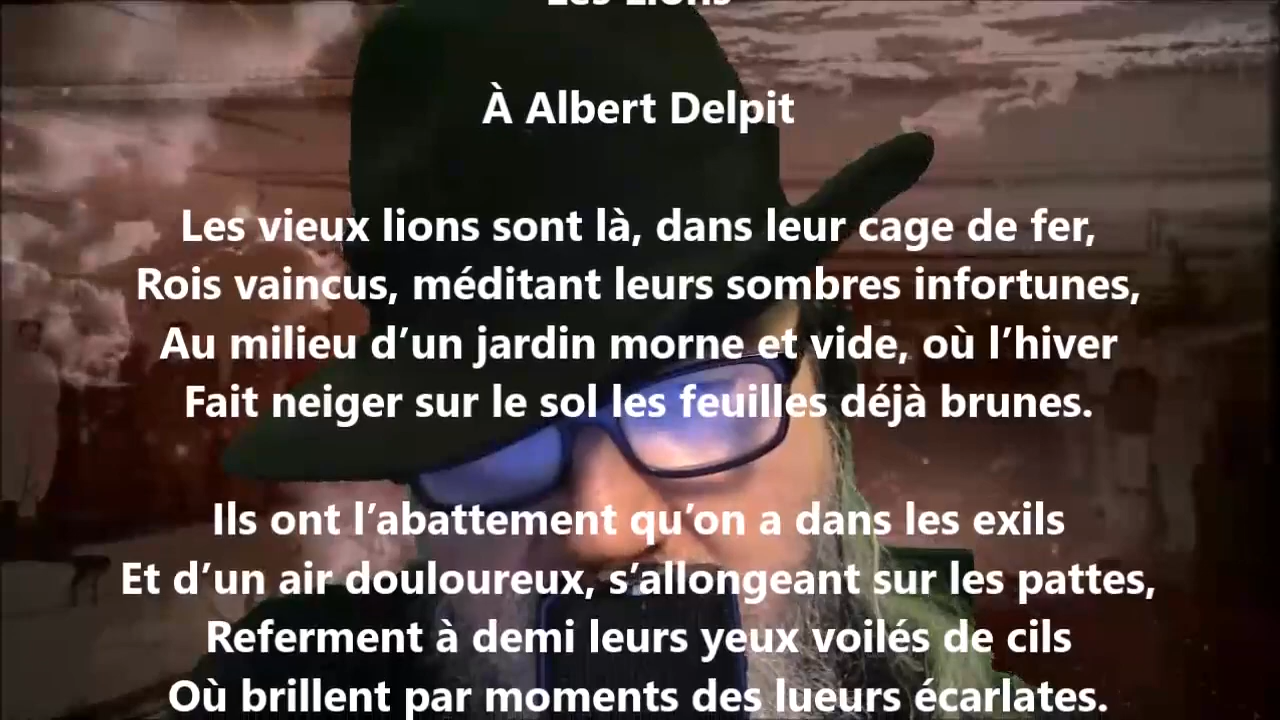 Les Lions
À Albert Delpit
Les vieux lions sont là, dans leur cage de fer,
Rois vaincus, méditant leurs sombres infortunes,
Au milieu d’un jardin morne et vide, où l’hiver
Fait neiger sur le sol les feuilles déjà brunes.
Ils ont l’abattement qu’on a dans les exils
Et d’un air douloureux, s’allongeant sur les pattes,
Referment à demi leurs yeux voilés de cils
Où brillent par moments des lueurs écarlates.